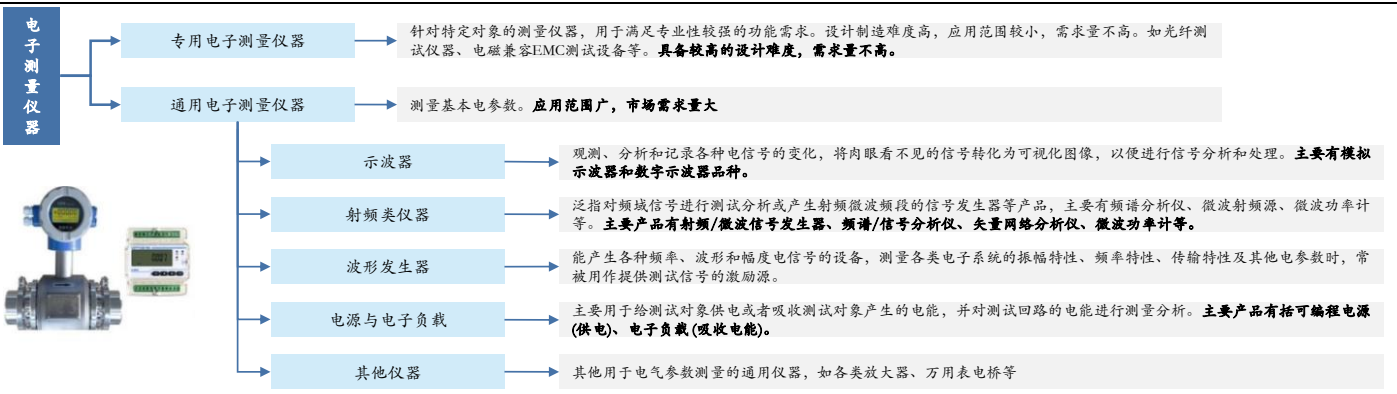 电子测量仪器
专用电子测量仪器
针对特定对象的测量仪器，用于满足专业性较强的功能需求。设计制造难度高，应用范围较小，需求量不高。如光纤测
试仪器、电磁兼容EMC测试设备等。具备较高的设计难度，需求量不高。
通用电子测量仪器
测量基本电参数。应用范围广，市场需求量大
示波器
观测、分析和记录各种电信号的变化，将肉眼看不见的信号转化为可视化图像，以便进行信号分析和处理。主要有模拟
示波器和数字示波器品种。
射频类仪器
泛指对频域信号进行测试分析或产生射频微波频段的信号发生器等产品，主要有频谱分析仪、微波射频源、微波功率计
等。主要产品有射频/微波信号发生器、频谱/信号分析仪、矢量网络分析仪、微波功率计等。
波形发生器
能产生各种频率、波形和幅度电信号的设备，测量各类电子系统的振幅特性、频率特性、传输特性及其他电参数时，常
被用作提供测试信号的激励源。
电源与电子负载
主要用于给测试对象供电或者吸收测试对象产生的电能，并对测试回路的电能进行测量分析。主要产品有括可编程电源
(供电)、电子负载(吸收电能)。
其他仪器
其他用于电气参数测量的通用仪器，如各类放大器、万用表电桥等